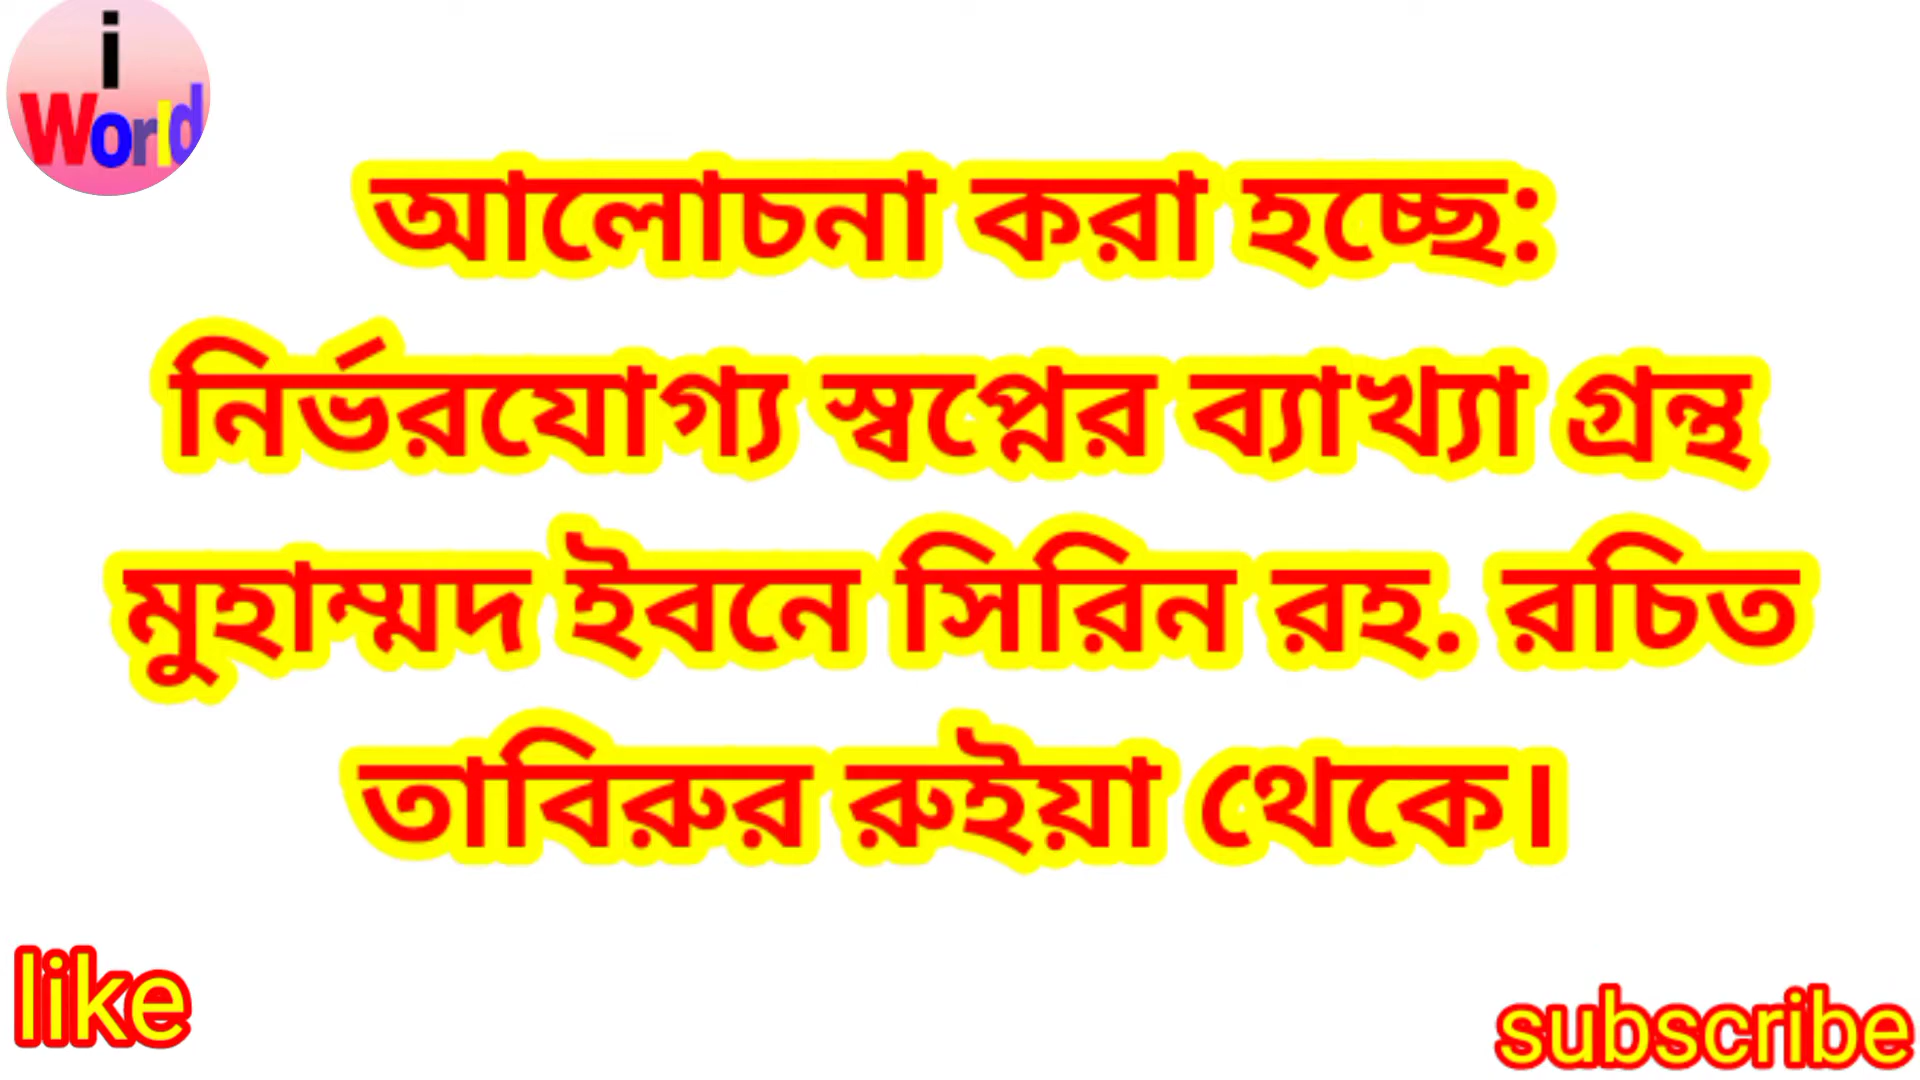 i
World
আলোচনা করা হচ্ছে:
নির্ভরযোগ্য স্বপ্নের ব্যাখ্যা গ্রন্থ
মুহাম্মদ ইবনে সিরিন রহ. রচিত
তাবিরুর রুইয়া থেকে।
like
subscribe